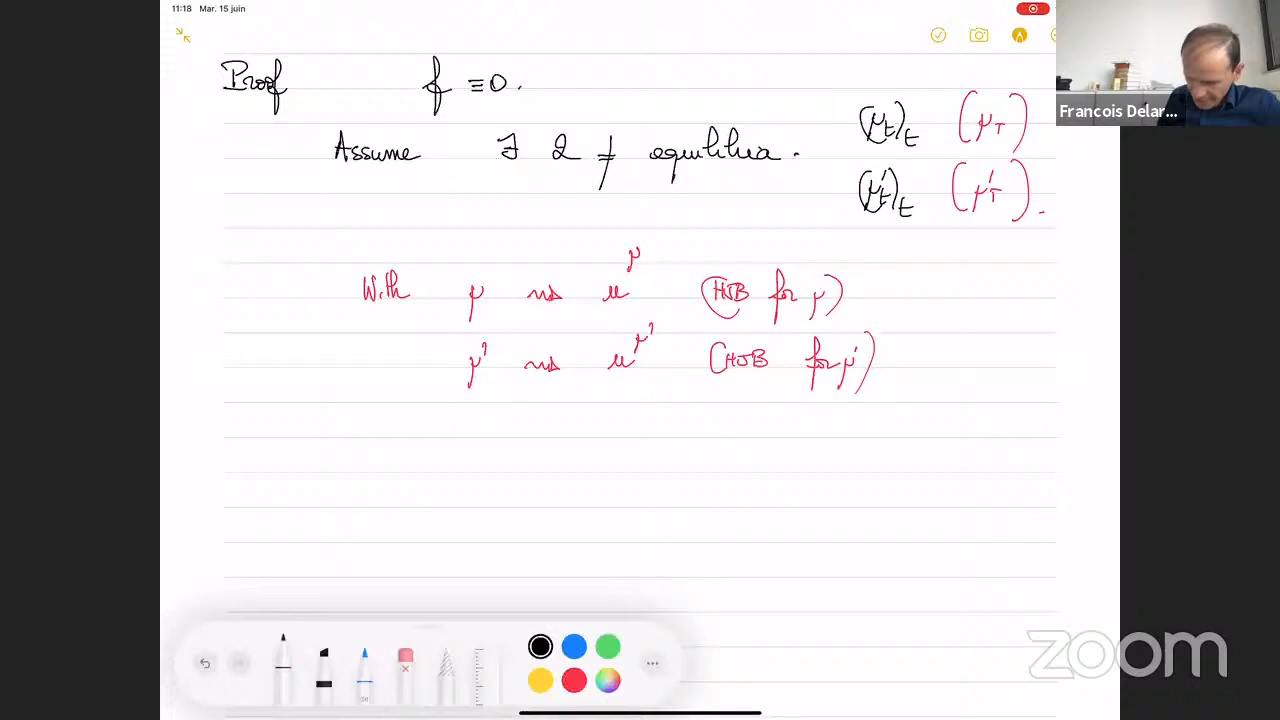 11:18 Mar. 15 juin
Proof f ≡ 0.
Assume ∃ 2 ≠ equilibria. (μt)t (μT)
(μ't)t (μ'T).
With μ ⇝ u^μ (HJB for μ)
μ' ⇝ u^μ' (HJB for μ')
Francois Delar...
zoom